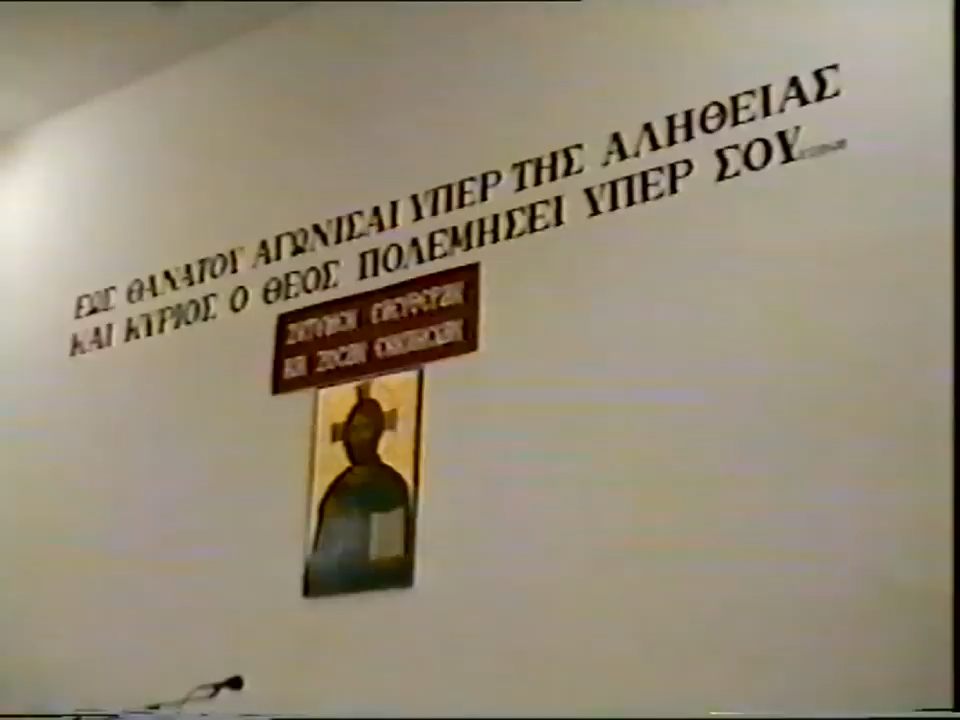 ΕΩΣ ΘΑΝΑΤΟΥ ΑΓΩΝΙΣΑΙ ΥΠΕΡ ΤΗΣ ΑΛΗΘΕΙΑΣ
ΚΑΙ ΚΥΡΙΟΣ Ο ΘΕΟΣ ΠΟΛΕΜΗΣΕΙ ΥΠΕΡ ΣΟΥ